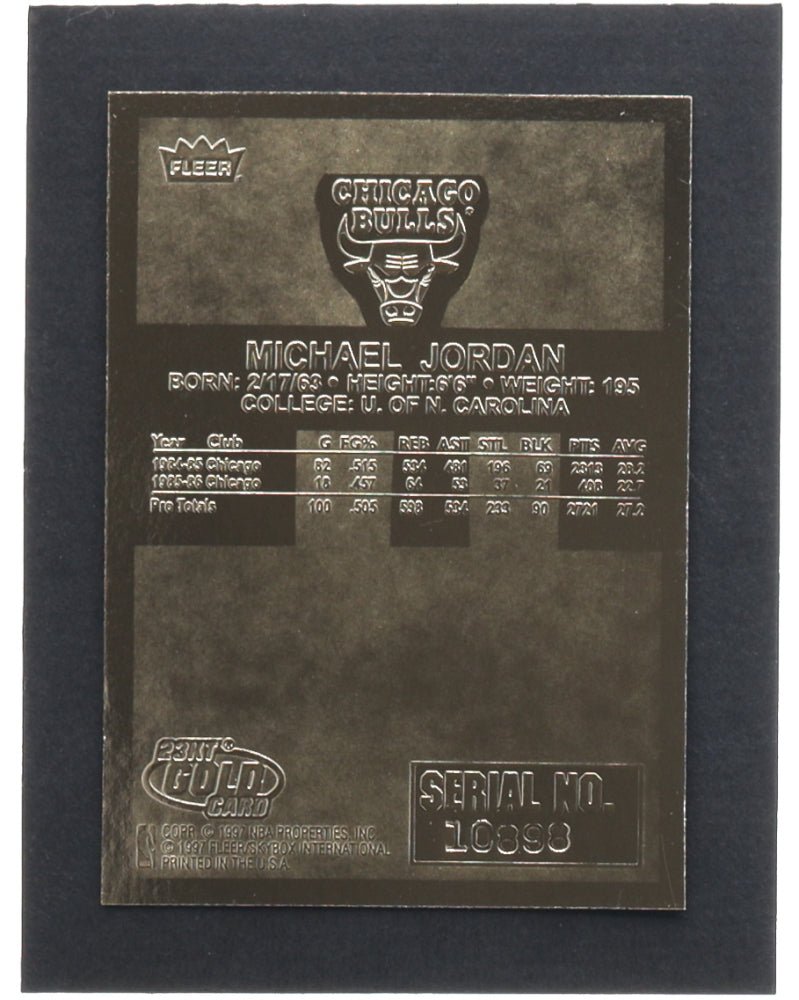 FLEER
CHICAGO
BULLS®
MICHAEL JORDAN
BORN: 2/17/63 • HEIGHT:6'6" • WEIGHT: 195
COLLEGE: U. OF N. CAROLINA
Year Club G FG% REB AST STL BLK PTS AVG
1984-85 Chicago 82 .515 534 481 196 69 2313 28.2
1985-86 Chicago 18 .457 64 53 37 21 408 22.7
Pro Totals 100 .505 598 534 233 90 2721 27.2
23KT®
GOLD
CARD
SERIAL NO.
10898
COPR. © 1997 NBA PROPERTIES, INC.
© 1997 FLEER/SKYBOX INTERNATIONAL
PRINTED IN THE U.S.A.